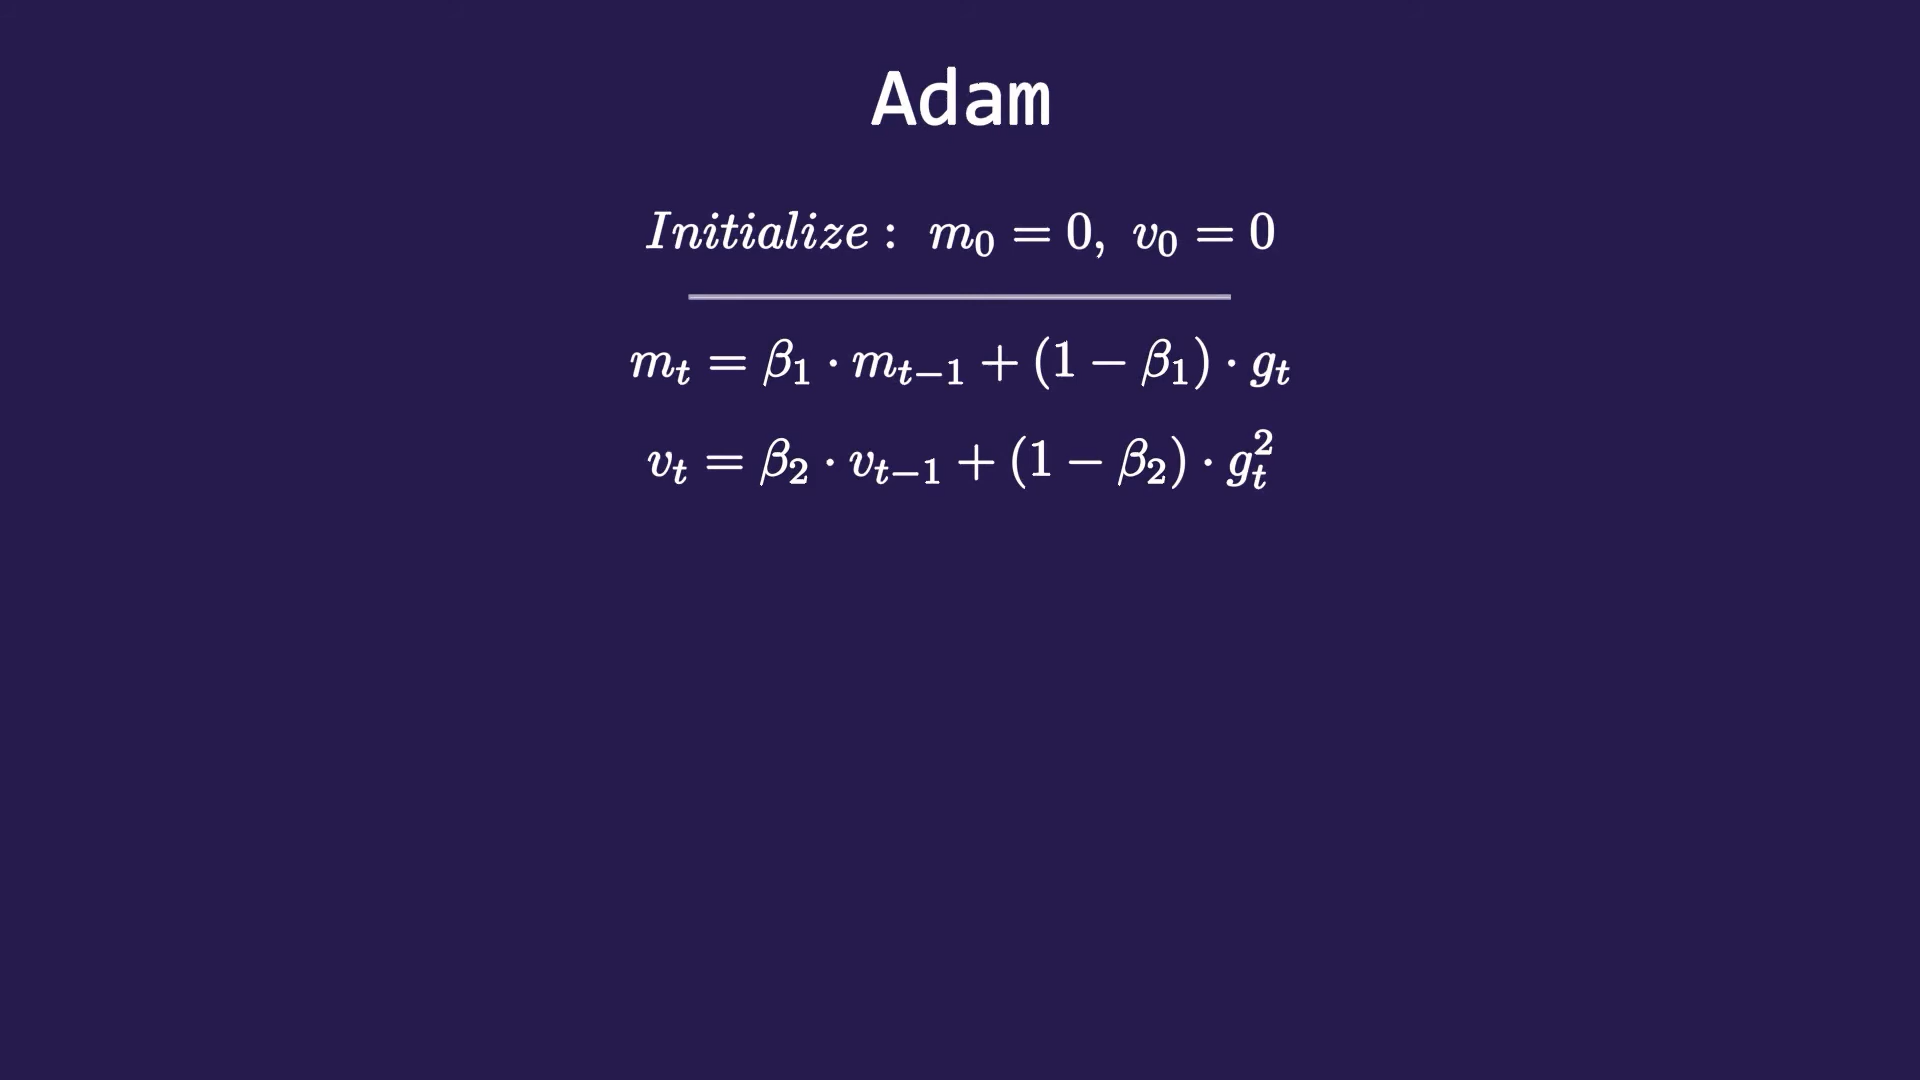 Adam
Initialize : m₀ = 0, v₀ = 0
mₜ = β₁ · mₜ₋₁ + (1 − β₁) · gₜ
vₜ = β₂ · vₜ₋₁ + (1 − β₂) · gₜ²